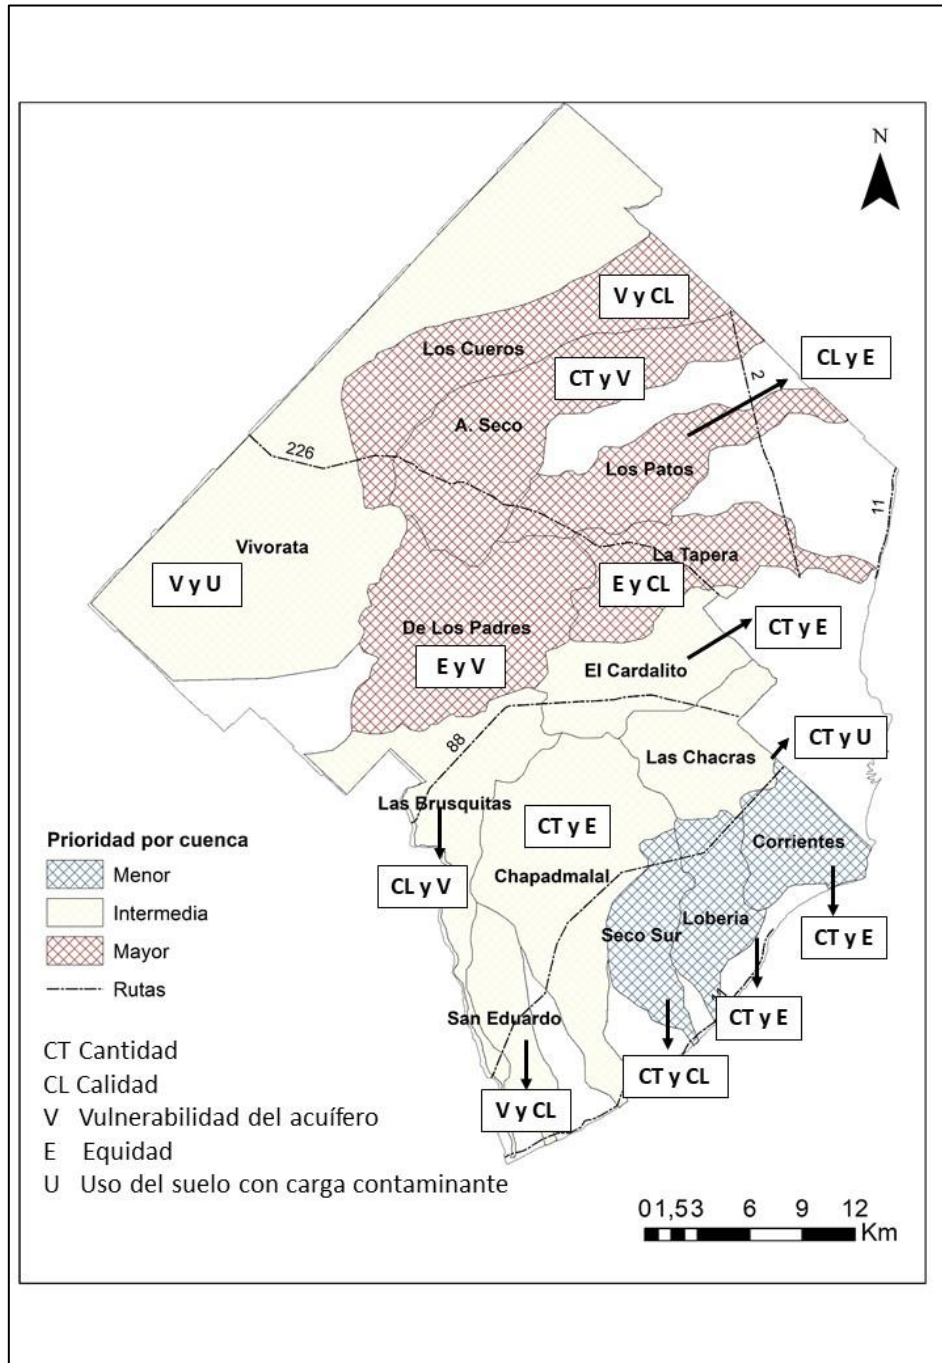 N
V y CL
Los Cueros
CL y E
CT y V
2
A. Seco
226
Los Patos
11
Vivorata
La Tapera
V y U
E y CL
De Los Padres
CT y E
E y V
El Cardalito
88
Las Chacras
CT y U
Las Brusquitas
CT y E
Corrientes
CL y V
Chapadmalal
Lobería
Seco Sur
CT y E
San Eduardo
CT y E
CT y CL
V y CL
Prioridad por cuenca
Menor
Intermedia
Mayor
Rutas
CT Cantidad
CL Calidad
V Vulnerabilidad del acuífero
E Equidad
U Uso del suelo con carga contaminante
0 1,5 3 6 9 12
Km